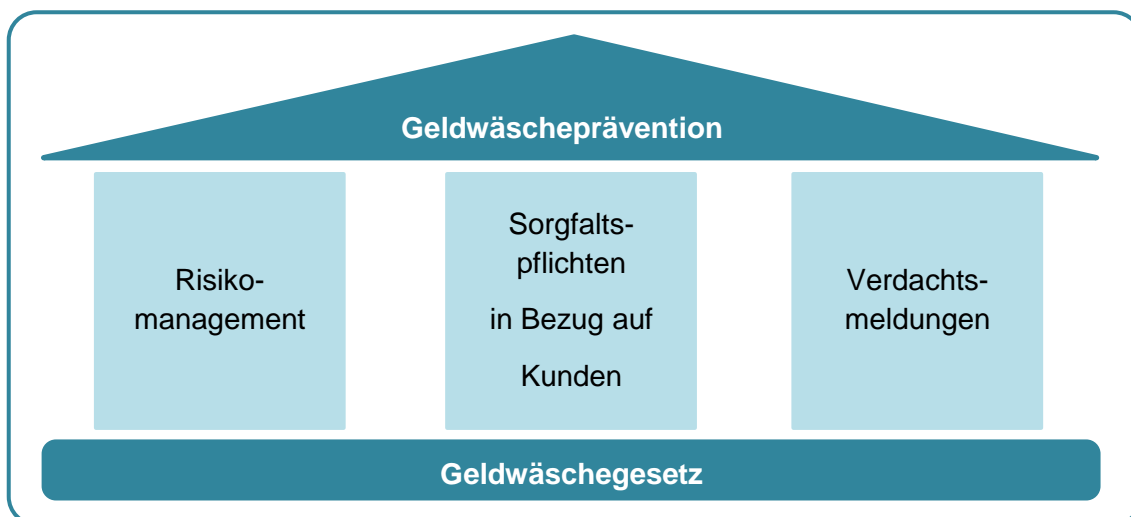 Geldwäscheprävention
Risiko-
management
Sorgfalts-
pflichten
in Bezug auf
Kunden
Verdachts-
meldungen
Geldwäschegesetz